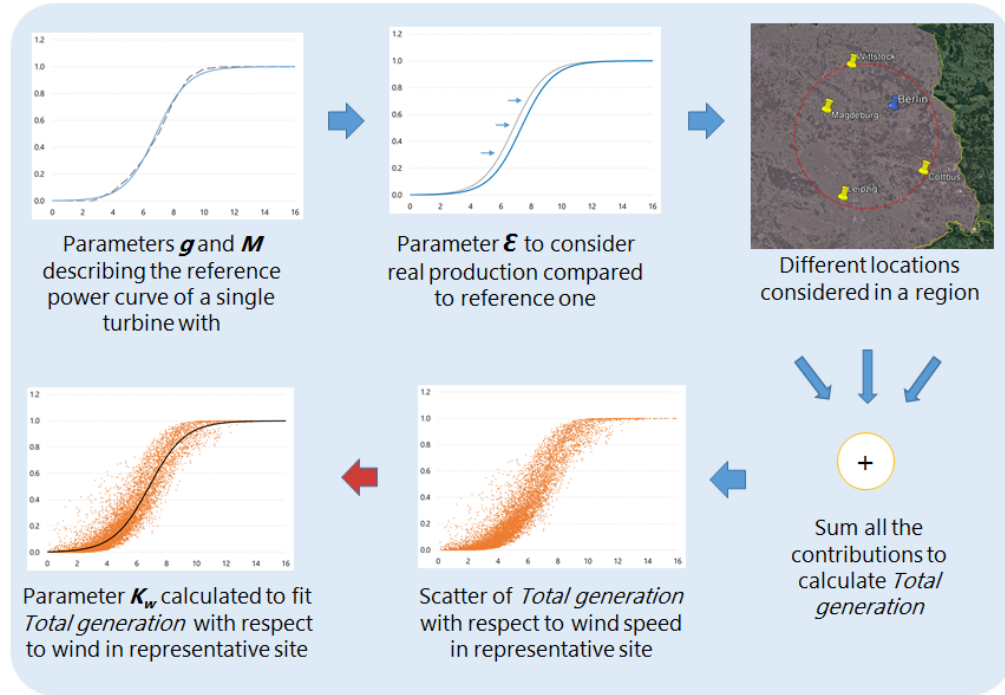 1.2
1.0
0.8
0.6
0.4
0.2
0.0
0 2 4 6 8 10 12 14 16
Parameters g and M
describing the reference
power curve of a single
turbine with
1.2
1.0
0.8
0.6
0.4
0.2
0.0
0 2 4 6 8 10 12 14 16
Parameter ε to consider
real production compared
to reference one
Wittstock
Berlin
Magdeburg
Cottbus
Leipzig
Different locations
considered in a region
+
Sum all the
contributions to
calculate Total
generation
1.2
1.0
0.8
0.6
0.4
0.2
0.0
0 2 4 6 8 10 12 14 16
Scatter of Total generation
with respect to wind speed
in representative site
1.2
1.0
0.8
0.6
0.4
0.2
0.0
0 2 4 6 8 10 12 14 16
Parameter Kw calculated to fit
Total generation with respect
to wind in representative site